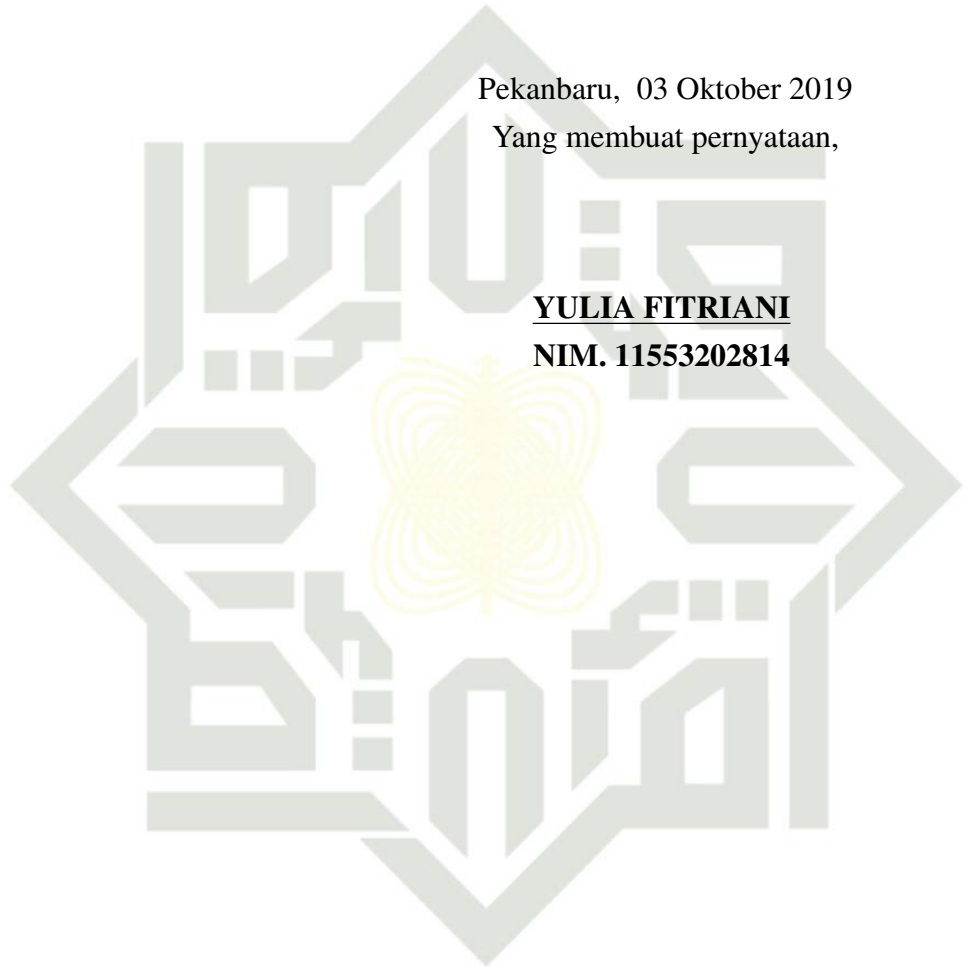 Pekanbaru, 03 Oktober 2019
Yang membuat pernyataan,
YULIA FITRIANI
NIM. 11553202814